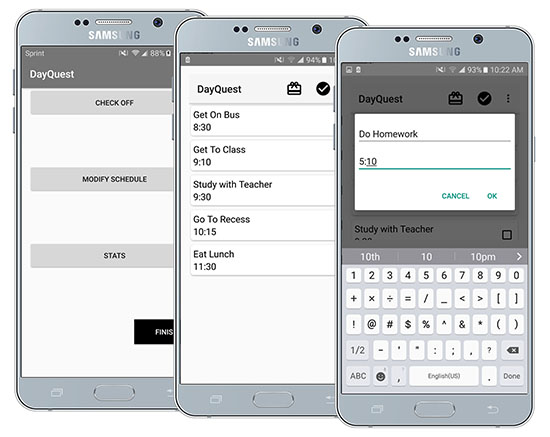 SAMSUNG
Sprint 88%
DayQuest
CHECK OFF
MODIFY SCHEDULE
STATS
SAMSUNG
94%
DayQuest
Get On Bus
8:30
Get To Class
9:10
Study with Teacher
9:30
Go To Recess
10:15
Eat Lunch
11:30
SAMSUNG
93% 10:22 AM
DayQuest
Do Homework
5:10
CANCEL OK
Study with Teacher
10th 10 10pm
1 2 3 4 5 6 7 8 9 0
+ × ÷ = / _ < > [ ]
! @ # $ % ^ & * ( )
1/2 - ' " : ; , ?
ABC , English(US) . Done